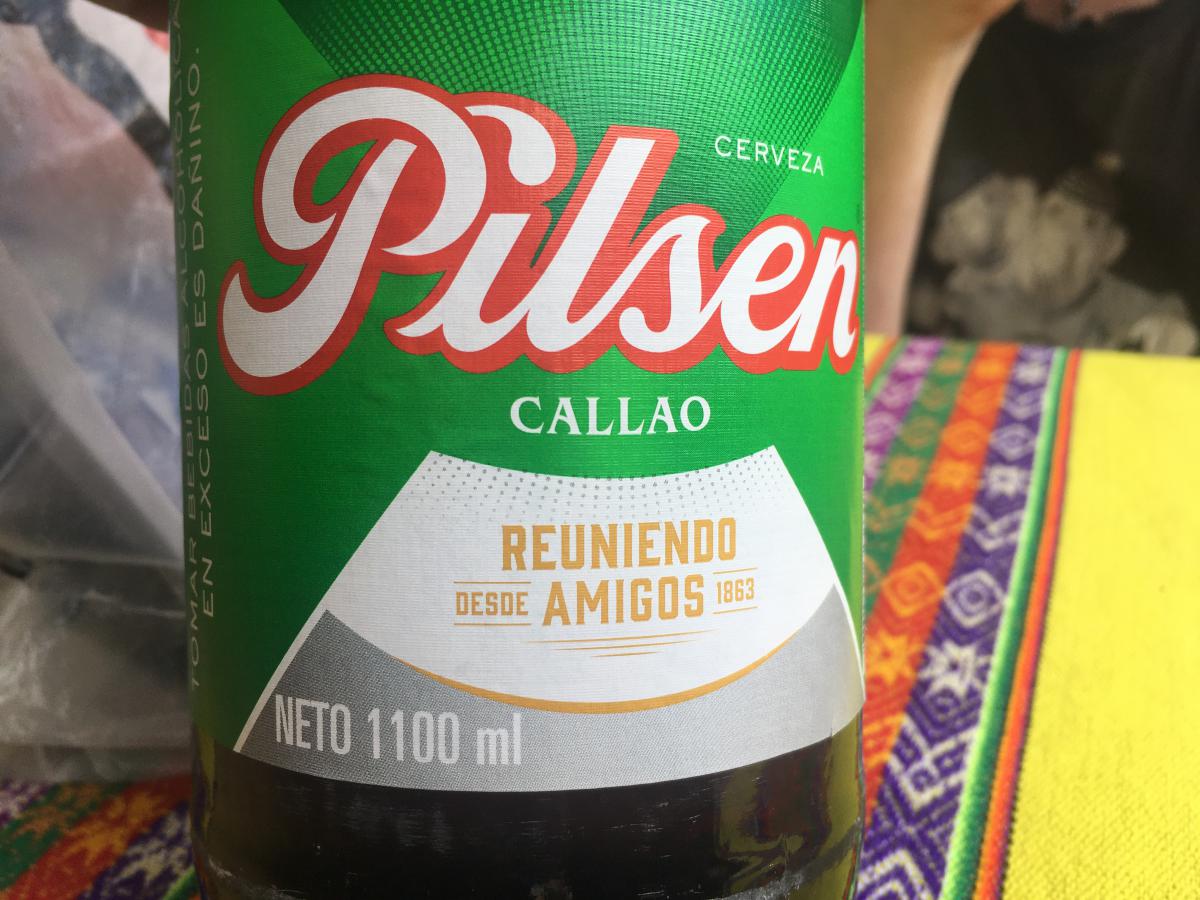 CERVEZA
Pilsen
CALLAO
REUNIENDO
DESDE AMIGOS 1863
NETO 1100 ml
TOMAR BEBIDAS ALCOHÓLICAS
EN EXCESO ES DAÑINO.